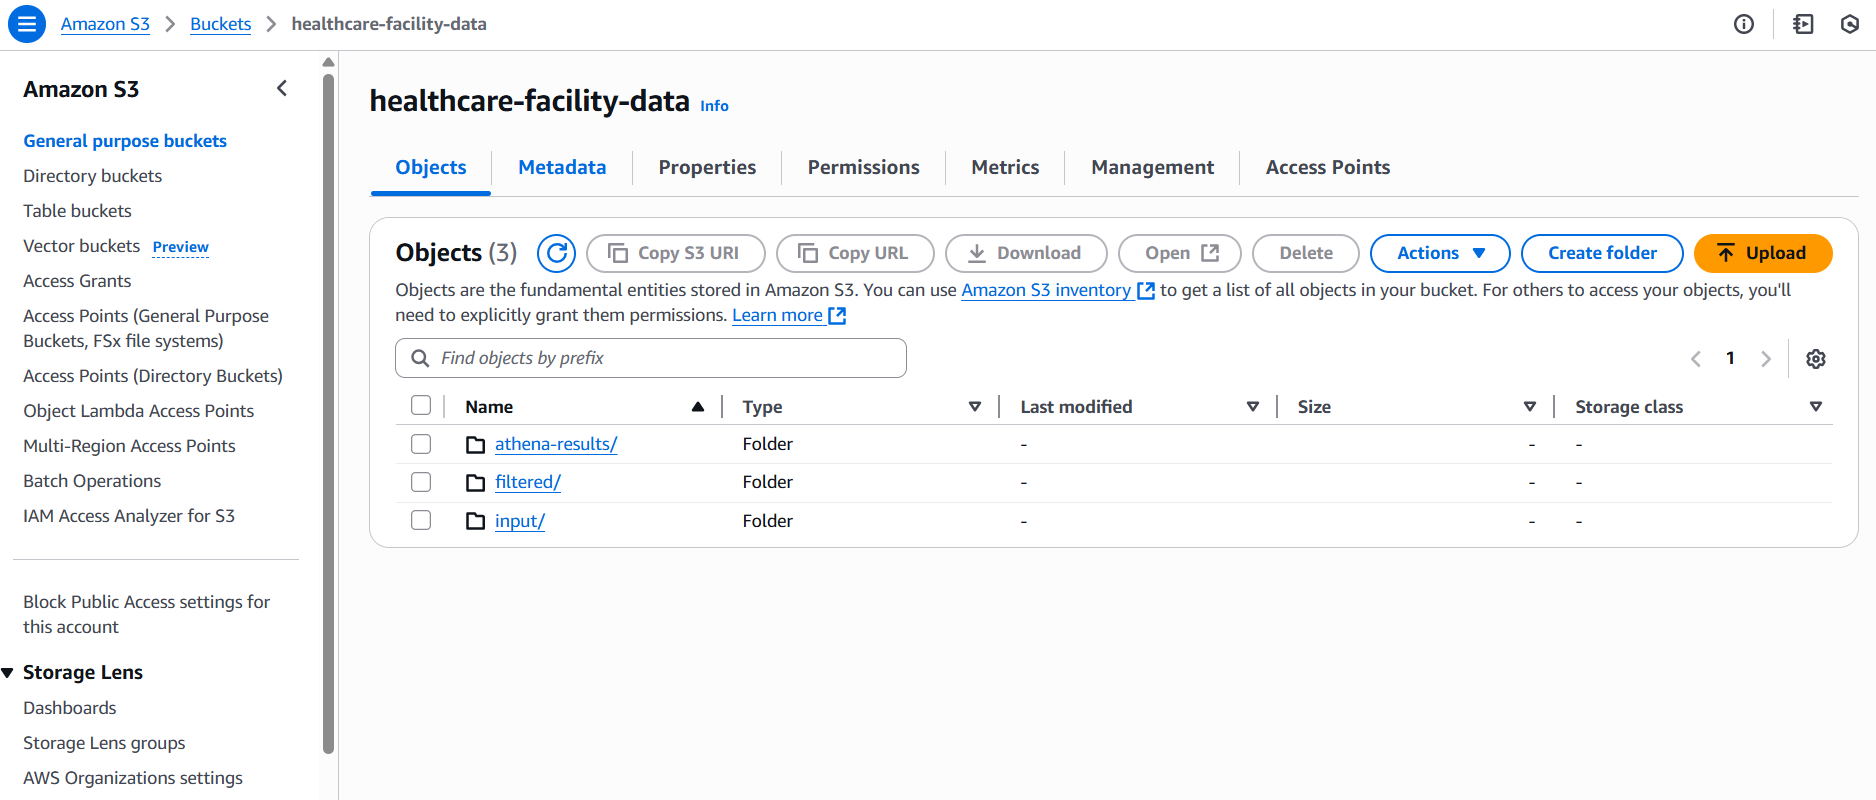 Amazon S3 > Buckets > healthcare-facility-data
Amazon S3
General purpose buckets
Directory buckets
Table buckets
Vector buckets Preview
Access Grants
Access Points (General Purpose
Buckets, FSx file systems)
Access Points (Directory Buckets)
Object Lambda Access Points
Multi-Region Access Points
Batch Operations
IAM Access Analyzer for S3
Block Public Access settings for
this account
Storage Lens
Dashboards
Storage Lens groups
AWS Organizations settings
healthcare-facility-data Info
Objects Metadata Properties Permissions Metrics Management Access Points
Objects (3) Copy S3 URI Copy URL Download Open Delete Actions Create folder Upload
Objects are the fundamental entities stored in Amazon S3. You can use Amazon S3 inventory to get a list of all objects in your bucket. For others to access your objects, you'll
need to explicitly grant them permissions. Learn more
Find objects by prefix
1
Name Type Last modified Size Storage class
athena-results/ Folder - - -
filtered/ Folder - - -
input/ Folder - - -